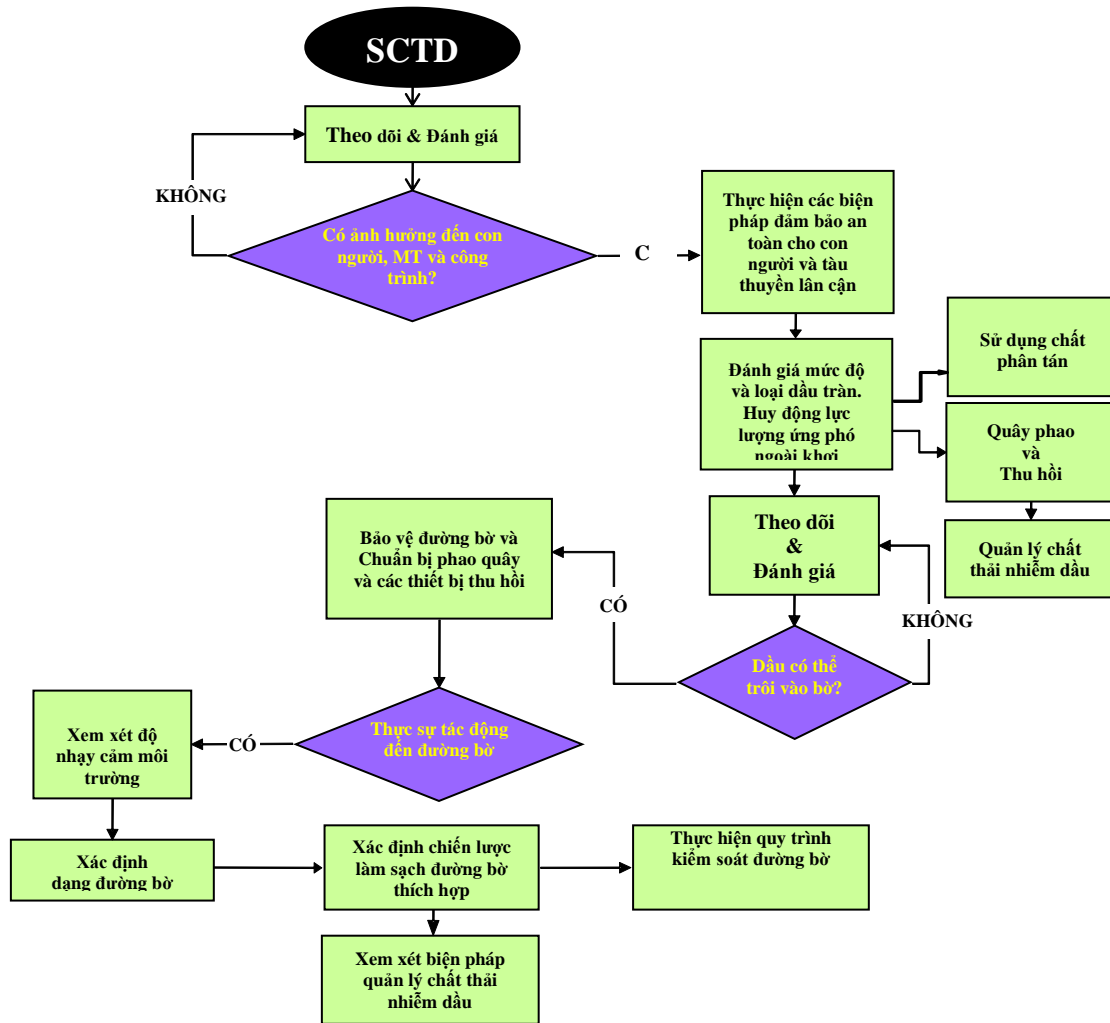 SCTD
Theo dõi & Đánh giá
KHÔNG
Có ảnh hưởng đến con
người, MT và công
trình?
C
Thực hiện các biện
pháp đảm bảo an
toàn cho con
người và tàu
thuyền lân cận
Đánh giá mức độ
và loại dầu tràn.
Huy động lực
lượng ứng phó
ngoài khơi
Sử dụng chất
phân tán
Quây phao
và
Thu hồi
Quản lý chất
thải nhiễm dầu
Theo dõi
&
Đánh giá
KHÔNG
CÓ
Dầu có thể
trôi vào bờ?
Bảo vệ đường bờ và
Chuẩn bị phao quây
và các thiết bị thu hồi
Thực sự tác động
đến đường bờ
CÓ
Xem xét độ
nhạy cảm môi
trường
Xác định
dạng đường bờ
Xác định chiến lược
làm sạch đường bờ
thích hợp
Thực hiện quy trình
kiểm soát đường bờ
Xem xét biện pháp
quản lý chất thải
nhiễm dầu